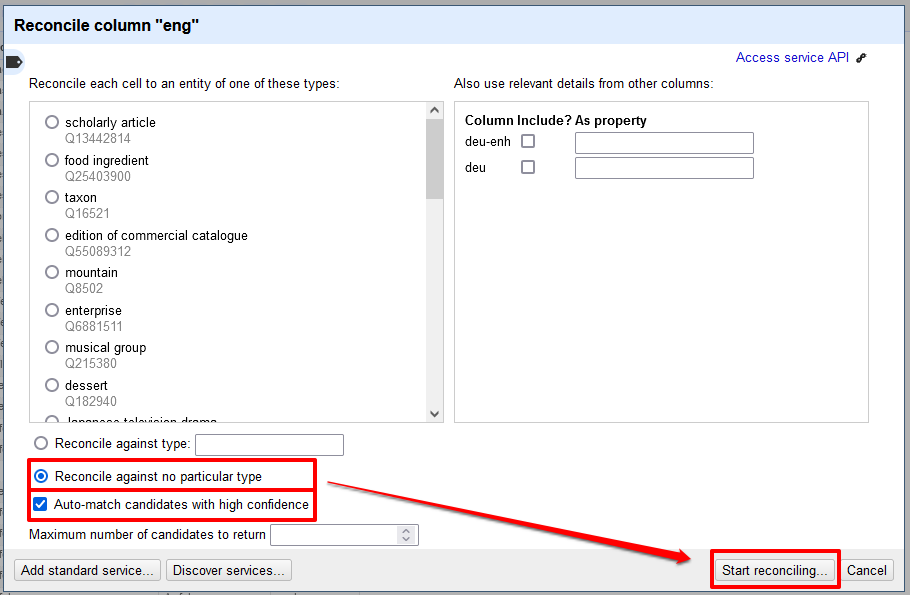 Reconcile column "eng"
Access service API
Reconcile each cell to an entity of one of these types:
Also use relevant details from other columns:
scholarly article
Q13442814
food ingredient
Q25403900
taxon
Q16521
edition of commercial catalogue
Q55089312
mountain
Q8502
enterprise
Q6881511
musical group
Q215380
dessert
Q182940
Japanese television drama
Column Include? As property
deu-enh
deu
Reconcile against type:
Reconcile against no particular type
Auto-match candidates with high confidence
Maximum number of candidates to return
Add standard service...
Discover services...
Start reconciling...
Cancel